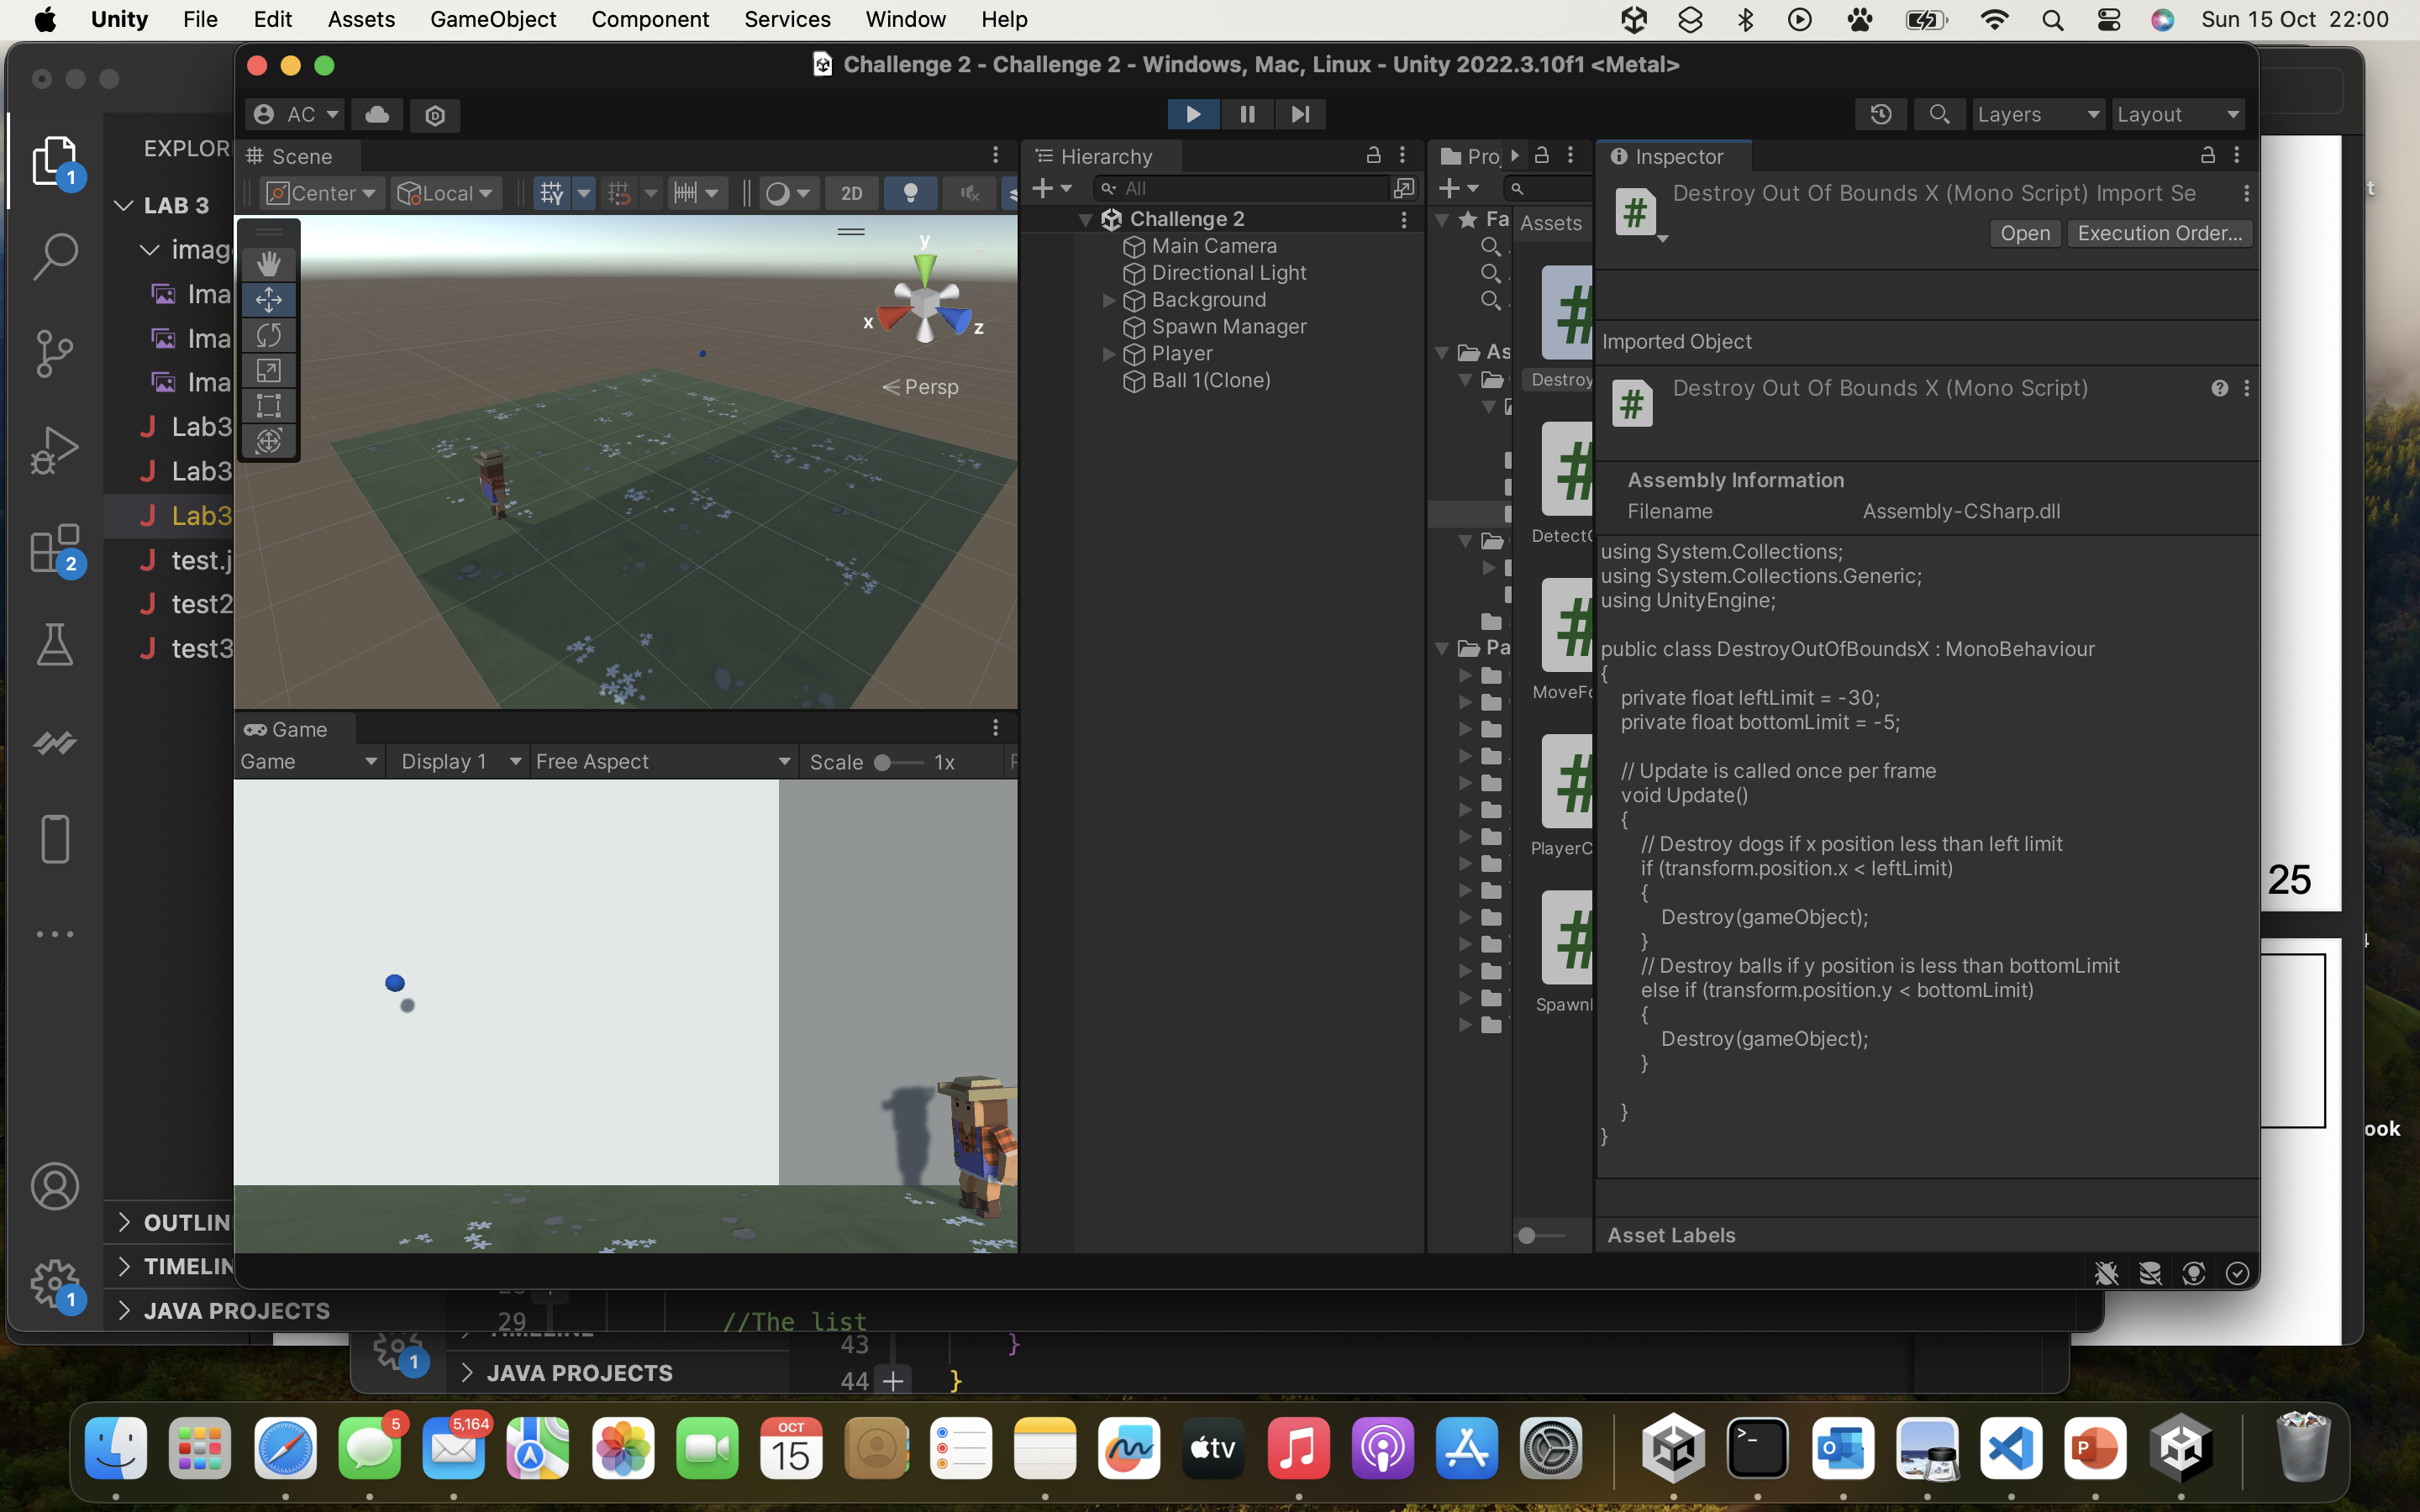 Unity File Edit Assets GameObject Component Services Window Help Sun 15 Oct 22:00
Challenge 2 - Challenge 2 - Windows, Mac, Linux - Unity 2022.3.10f1 <Metal>
AC Layers Layout
EXPLOR
LAB 3
imag
Ima
Ima
Ima
Lab3
Lab3
Lab3
test.j
test2
test3
OUTLIN
TIMELIN
JAVA PROJECTS
1
2
1
Scene
Center Local 2D
y
x
z
Persp
Game
Game Display 1 Free Aspect Scale 1x
Hierarchy
All
Challenge 2
Main Camera
Directional Light
Background
Spawn Manager
Player
Ball 1(Clone)
Proj
Fa
As
Pa
Assets
Destroy
DetectC
MoveFo
PlayerC
SpawnI
Inspector
Destroy Out Of Bounds X (Mono Script) Import Se
Open Execution Order...
Imported Object
Destroy Out Of Bounds X (Mono Script)
Assembly Information
Filename Assembly-CSharp.dll
using System.Collections;
using System.Collections.Generic;
using UnityEngine;
public class DestroyOutOfBoundsX : MonoBehaviour
{
private float leftLimit = -30;
private float bottomLimit = -5;
// Update is called once per frame
void Update()
{
// Destroy dogs if x position less than left limit
if (transform.position.x < leftLimit)
{
Destroy(gameObject);
}
// Destroy balls if y position is less than bottomLimit
else if (transform.position.y < bottomLimit)
{
Destroy(gameObject);
}
}
}
Asset Labels
25
ook
29 //The list
43 }
44 }
1
JAVA PROJECTS
5
5,164
OCT
15
tv